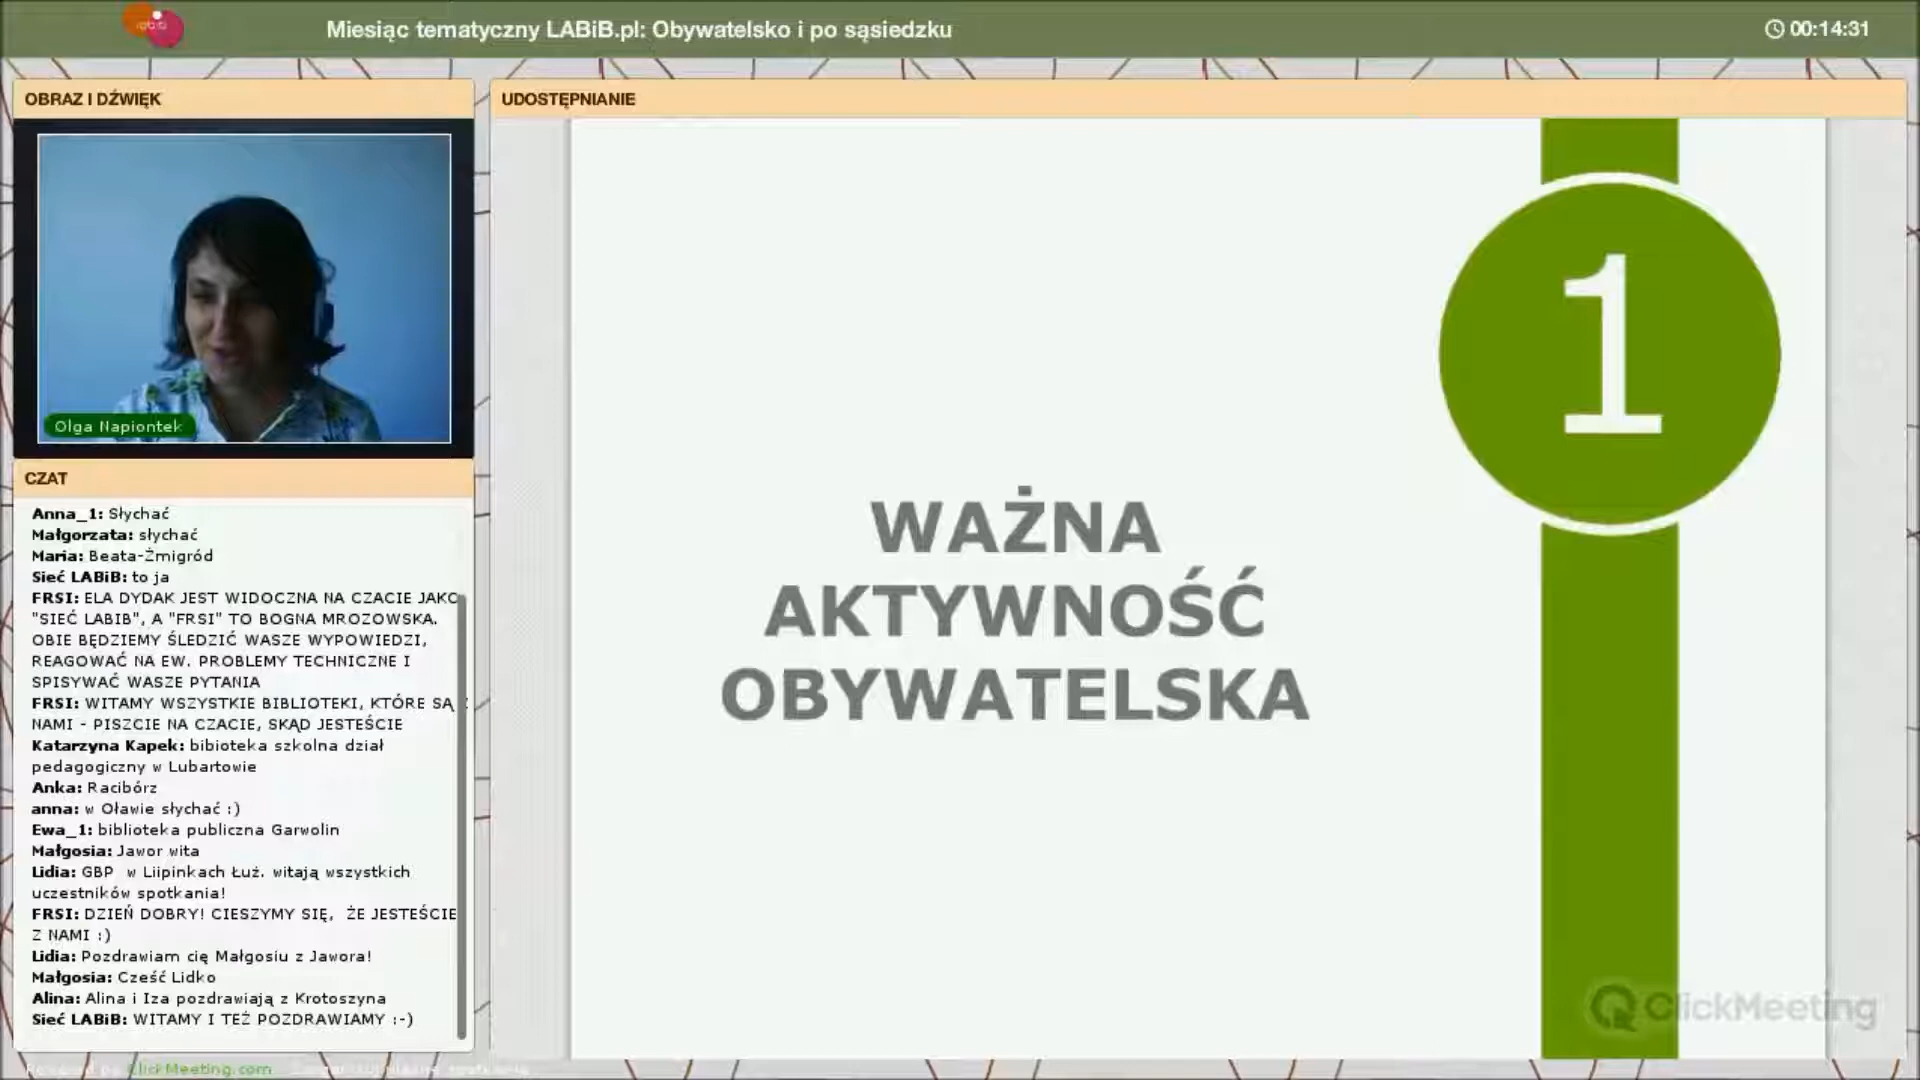 labib
Miesiąc tematyczny LABiB.pl: Obywatelsko i po sąsiedzku
00:14:31
OBRAZ I DŹWIĘK
Olga Napiontek
CZAT
Anna_1: Słychać
Małgorzata: słychać
Maria: Beata-Żmigród
Sieć LABiB: to ja
FRSI: ELA DYDAK JEST WIDOCZNA NA CZACIE JAKO
"SIEĆ LABIB", A "FRSI" TO BOGNA MROZOWSKA.
OBIE BĘDZIEMY ŚLEDZIĆ WASZE WYPOWIEDZI,
REAGOWAĆ NA EW. PROBLEMY TECHNICZNE I
SPISYWAĆ WASZE PYTANIA
FRSI: WITAMY WSZYSTKIE BIBLIOTEKI, KTÓRE SĄ Z
NAMI - PISZCIE NA CZACIE, SKĄD JESTEŚCIE
Katarzyna Kapek: bibioteka szkolna dział
pedagogiczny w Lubartowie
Anka: Racibórz
anna: w Oławie słychać :)
Ewa_1: biblioteka publiczna Garwolin
Małgosia: Jawor wita
Lidia: GBP w Liipinkach Łuż. witają wszystkich
uczestników spotkania!
FRSI: DZIEŃ DOBRY! CIESZYMY SIĘ, ŻE JESTEŚCIE
Z NAMI :)
Lidia: Pozdrawiam cię Małgosiu z Jawora!
Małgosia: Cześć Lidko
Alina: Alina i Iza pozdrawiają z Krotoszyna
Sieć LABiB: WITAMY I TEŻ POZDRAWIAMY :-)
Powered by ClickMeeting.com
UDOSTĘPNIANIE
1
WAŻNA
AKTYWNOŚĆ
OBYWATELSKA
ClickMeeting